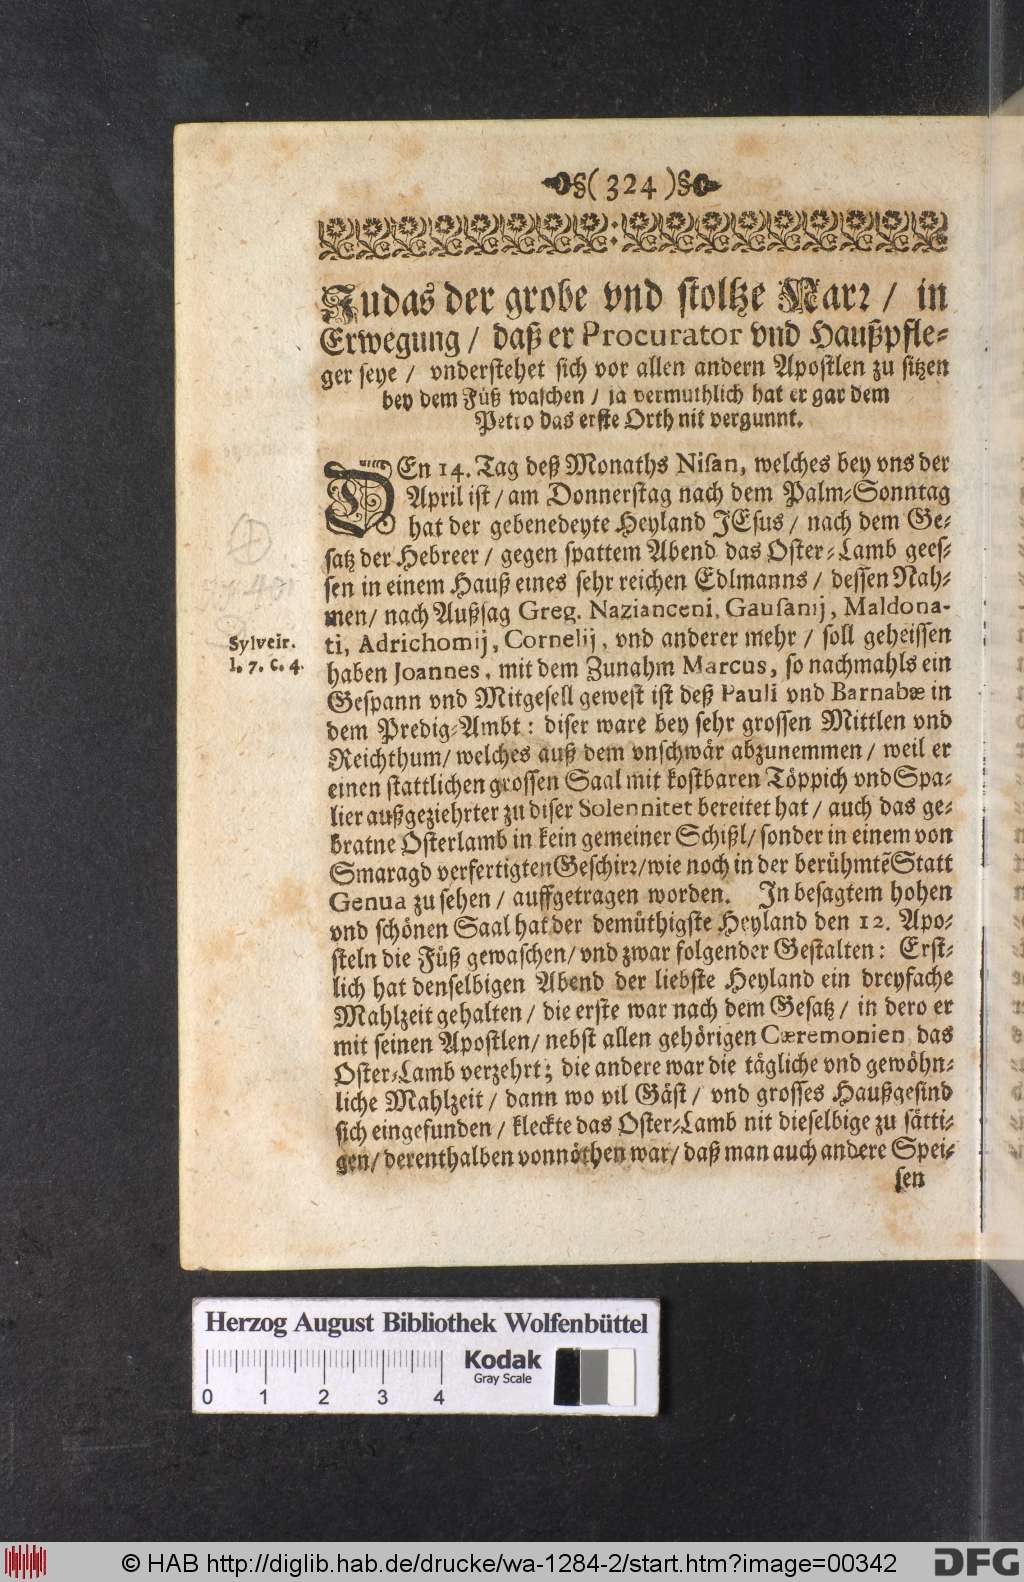 §( 324 )§
Judas der grobe vnd stoltze Narr / in
Erwegung / daß er Procurator vnd Haußpfle-
ger seye / vnderstehet sich vor allen andern Apostlen zu sitzen
bey dem Füß waschen / ja vermuthlich hat er gar dem
Petro das erste Orth nit vergunnt.
DEn 14. Tag deß Monaths Nisan, welches bey vns der
April ist / am Donnerstag nach dem Palm-Sonntag
hat der gebenedeyte Heyland JEsus / nach dem Ge-
satz der Hebreer / gegen spattem Abend das Oster-Lamb gees-
sen in einem Hauß eines sehr reichen Edlmanns / dessen Nah-
men / nach Außsag Greg. Nazianceni, Gausanij, Maldona-
Sylveir.
l. 7. c. 4.
ti, Adrichomij, Cornelij, vnd anderer mehr / soll geheissen
haben Joannes, mit dem Zunahm Marcus, so nachmahls ein
Gespann vnd Mitgesell gewest ist deß Pauli vnd Barnabæ in
dem Predig-Ambt: diser ware bey sehr grossen Mittlen vnd
Reichthum / welches auß dem vnschwär abzunemmen / weil er
einen stattlichen grossen Saal mit kostbaren Töppich vnd Spa-
lier außgeziehrter zu diser Solennitet bereitet hat / auch das ge-
bratne Osterlamb in kein gemeiner Schißl / sonder in einem von
Smaragd verfertigten Geschirr / wie noch in der berühmtẽ Statt
Genua zu sehen / auffgetragen worden. In besagtem hohen
vnd schönen Saal hat der demüthigste Heyland den 12. Apo-
steln die Füß gewaschen / vnd zwar folgender Gestalten: Erst-
lich hat denselbigen Abend der liebste Heyland ein dreyfache
Mahlzeit gehalten / die erste war nach dem Gesatz / in dero er
mit seinen Apostlen / nebst allen gehörigen Cæremonien das
Oster-Lamb verzehrt; die andere war die tägliche vnd gewöhn-
liche Mahlzeit / dann wo vil Gäst / vnd grosses Haußgesind
sich eingefunden / kleckte das Oster-Lamb nit dieselbige zu sätti-
gen / derenthalben vonnöthen war / daß man auch andere Spei-
sen
Herzog August Bibliothek Wolfenbüttel
Kodak
Gray Scale
0 1 2 3 4
© HAB http://diglib.hab.de/drucke/wa-1284-2/start.htm?image=00342
DFG